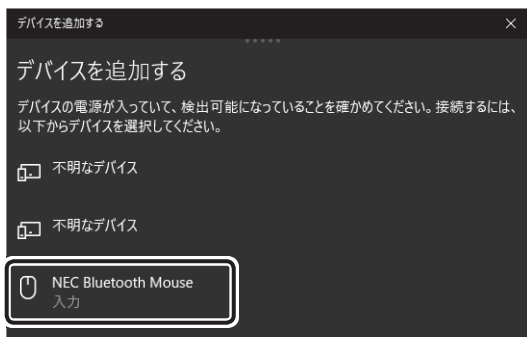 デバイスを追加する
デバイスを追加する
デバイスの電源が入っていて、検出可能になっていることを確かめてください。接続するには、
以下からデバイスを選択してください。
不明なデバイス
不明なデバイス
NEC Bluetooth Mouse
入力